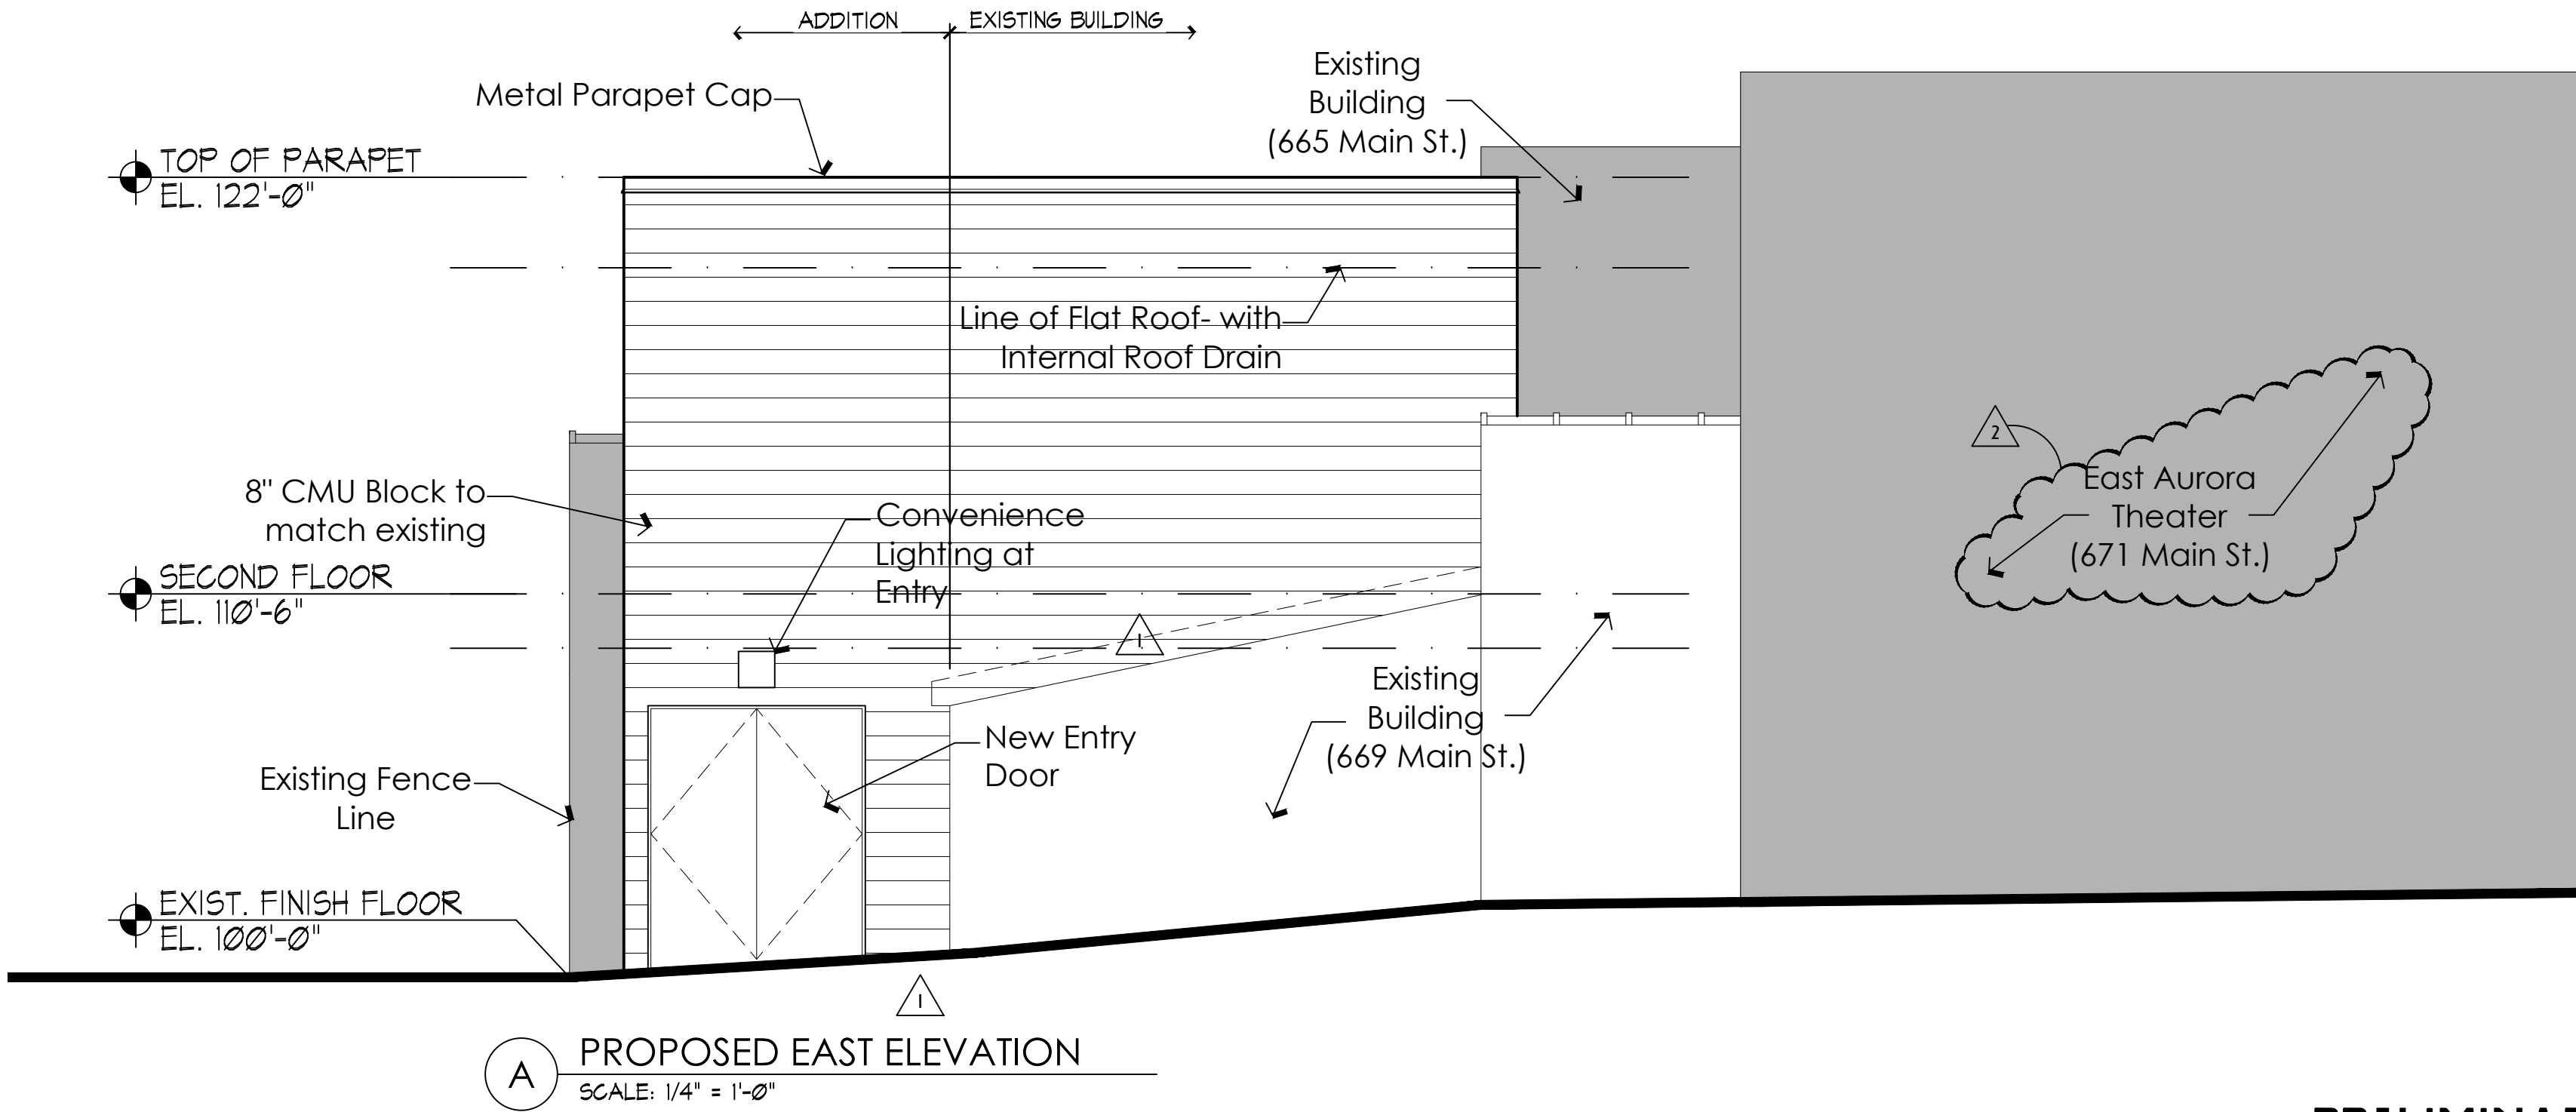 ADDITION
EXISTING BUILDING
Metal Parapet Cap
Existing
Building
(665 Main St.)
TOP OF PARAPET
EL. 122'-0"
Line of Flat Roof- with
Internal Roof Drain
8" CMU Block to
match existing
Convenience
Lighting at
Entry
2
East Aurora
Theater
(671 Main St.)
SECOND FLOOR
EL. 110'-6"
1
Existing
Building
(669 Main St.)
New Entry
Door
Existing Fence
Line
EXIST. FINISH FLOOR
EL. 100'-0"
1
A
PROPOSED EAST ELEVATION
SCALE: 1/4" = 1'-0"